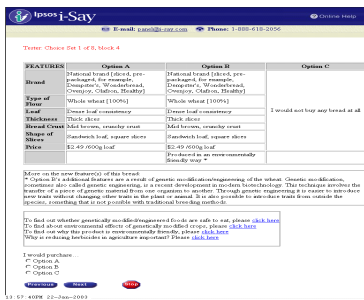 Ipsos i-Say
Online Help
E-mail: panel@i-say.com Phone: 1-888-618-2056
Tester: Choice Set 1 of 8, block 4
FEATURES Option A Option B Option C
Brand National brand [sliced, pre-packaged, for example, Dempster's, Wonderbread, Ovenjoy, Olafson, Healthy] National brand [sliced, pre-packaged, for example, Dempster's, Wonderbread, Ovenjoy, Olafson, Healthy] I would not buy any bread at all
Type of Flour Whole wheat [100%] Whole wheat [100%]
Loaf Dense loaf consistency Dense loaf consistency
Thickness Thick slices Thick slices
Bread Crust Mid brown, crunchy crust Mid brown, crunchy crust
Shape of Slices Sandwich loaf, square slices Sandwich loaf, square slices
Price $2.49 /600g loaf $2.49 /600g loaf
Produced in an environmentally friendly way *
More on the new feature(s) of this bread:
* Option B's additional features are a result of genetic modification/engineering of the wheat. Genetic modification,
sometimes also called genetic engineering, is a recent development in modern biotechnology. This technique involves the
transfer of a piece of genetic material from one organism to another. Through genetic engineering it is easier to introduce
new traits without changing other traits in the plant or animal. It is also possible to introduce traits from outside the
species, something that is not possible with traditional breeding methods.
To find out whether genetically modified/engineered foods are safe to eat, please click here
To find out about environmental effects of genetically modified crops, please click here
To find out why this product is environmentally friendly, please click here
Why is reducing herbicides in agriculture important? Please click here
I would purchase...
Option A
Option B
Option C
Previous Next Stop
13:57:40PM 22-Jan-2003